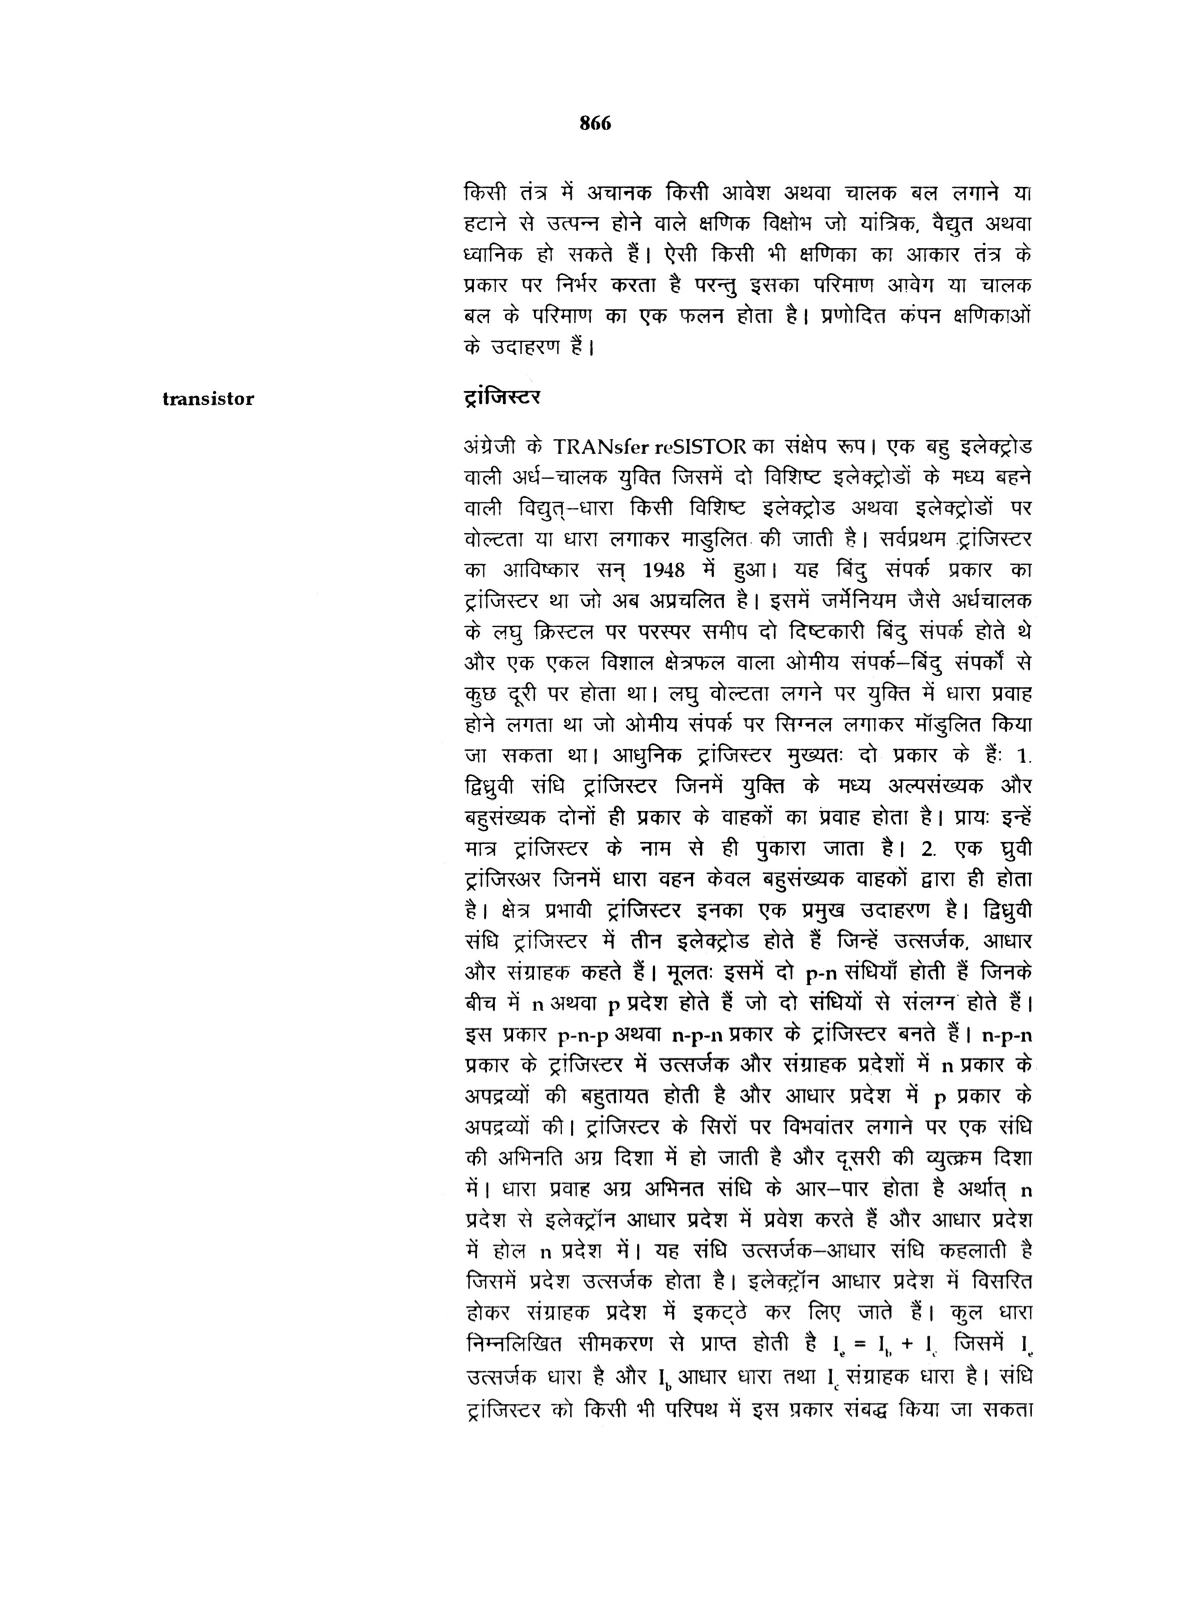 866
किसी तंत्र में अचानक किसी आवेश अथवा चालक बल लगाने या
हटाने से उत्पन्न होने वाले क्षणिक विक्षोभ जो यांत्रिक, वैद्युत अथवा
ध्वानिक हो सकते हैं। ऐसी किसी भी क्षणिका का आकार तंत्र के
प्रकार पर निर्भर करता है परन्तु इसका परिमाण आवेग या चालक
बल के परिमाण का एक फलन होता है। प्रणोदित कंपन क्षणिकाओं
के उदाहरण हैं।
transistor ट्रांजिस्टर
अंग्रेजी के TRANsfer reSISTOR का संक्षेप रूप। एक बहु इलेक्ट्रोड
वाली अर्ध–चालक युक्ति जिसमें दो विशिष्ट इलेक्ट्रोडों के मध्य बहने
वाली विद्युत्–धारा किसी विशिष्ट इलेक्ट्रोड अथवा इलेक्ट्रोडों पर
वोल्टता या धारा लगाकर माडुलित की जाती है। सर्वप्रथम ट्रांजिस्टर
का आविष्कार सन् 1948 में हुआ। यह बिंदु संपर्क प्रकार का
ट्रांजिस्टर था जो अब अप्रचलित है। इसमें जर्मेनियम जैसे अर्धचालक
के लघु क्रिस्टल पर परस्पर समीप दो दिष्टकारी बिंदु संपर्क होते थे
और एक एकल विशाल क्षेत्रफल वाला ओमीय संपर्क–बिंदु संपर्कों से
कुछ दूरी पर होता था। लघु वोल्टता लगने पर युक्ति में धारा प्रवाह
होने लगता था जो ओमीय संपर्क पर सिग्नल लगाकर मॉडुलित किया
जा सकता था। आधुनिक ट्रांजिस्टर मुख्यतः दो प्रकार के हैंः 1.
द्विध्रुवी संधि ट्रांजिस्टर जिनमें युक्ति के मध्य अल्पसंख्यक और
बहुसंख्यक दोनों ही प्रकार के वाहकों का प्रवाह होता है। प्रायः इन्हें
मात्र ट्रांजिस्टर के नाम से ही पुकारा जाता है। 2. एक ध्रुवी
ट्रांजिस्अर जिनमें धारा वहन केवल बहुसंख्यक वाहकों द्वारा ही होता
है। क्षेत्र प्रभावी ट्रांजिस्टर इनका एक प्रमुख उदाहरण है। द्विध्रुवी
संधि ट्रांजिस्टर में तीन इलेक्ट्रोड होते हैं जिन्हें उत्सर्जक, आधार
और संग्राहक कहते हैं। मूलतः इसमें दो p-n संधियाँ होती हैं जिनके
बीच में n अथवा p प्रदेश होते हैं जो दो संधियों से संलग्न होते हैं।
इस प्रकार p-n-p अथवा n-p-n प्रकार के ट्रांजिस्टर बनते हैं। n-p-n
प्रकार के ट्रांजिस्टर में उत्सर्जक और संग्राहक प्रदेशों में n प्रकार के
अपद्रव्यों की बहुतायत होती है और आधार प्रदेश में p प्रकार के
अपद्रव्यों की। ट्रांजिस्टर के सिरों पर विभवांतर लगाने पर एक संधि
की अभिनति अग्र दिशा में हो जाती है और दूसरी की व्युत्क्रम दिशा
में। धारा प्रवाह अग्र अभिनत संधि के आर–पार होता है अर्थात् n
प्रदेश से इलेक्ट्रॉन आधार प्रदेश में प्रवेश करते हैं और आधार प्रदेश
में होल n प्रदेश में। यह संधि उत्सर्जक–आधार संधि कहलाती है
जिसमें प्रदेश उत्सर्जक होता है। इलेक्ट्रॉन आधार प्रदेश में विसरित
होकर संग्राहक प्रदेश में इकट्ठे कर लिए जाते हैं। कुल धारा
निम्नलिखित सीमकरण से प्राप्त होती है Iₑ = I_b + I_c जिसमें Iₑ
उत्सर्जक धारा है और I_b आधार धारा तथा I_c संग्राहक धारा है। संधि
ट्रांजिस्टर को किसी भी परिपथ में इस प्रकार संबद्ध किया जा सकता